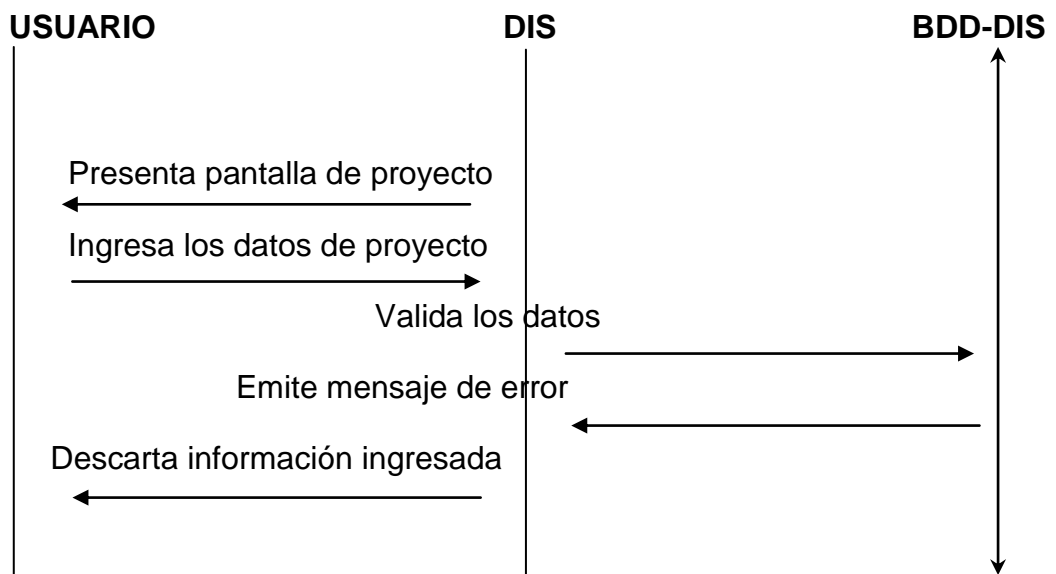 USUARIO DIS BDD-DIS
Presenta pantalla de proyecto
Ingresa los datos de proyecto
Valida los datos
Emite mensaje de error
Descarta información ingresada